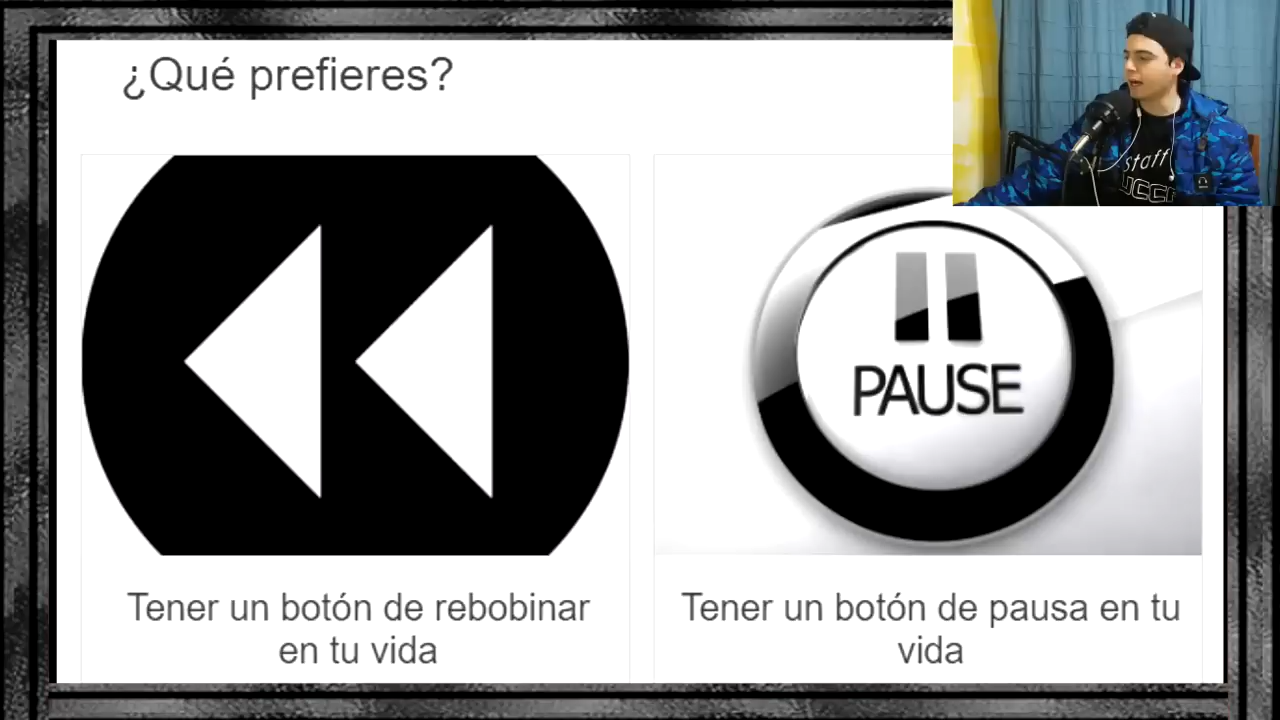 ¿Qué prefieres?
PAUSE
staff
Tener un botón de rebobinar
en tu vida
Tener un botón de pausa en tu
vida